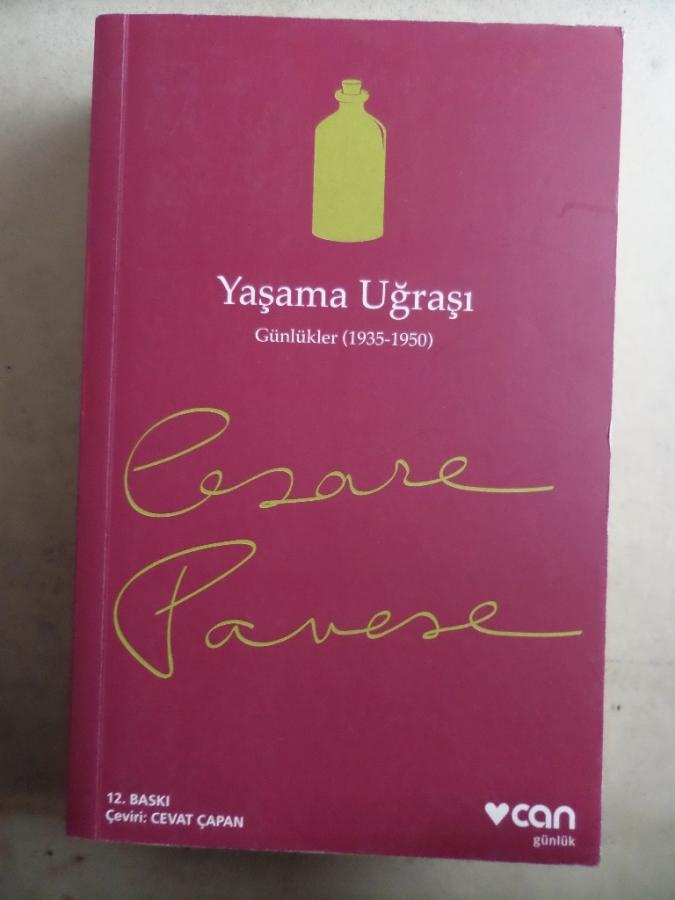 Yaşama Uğraşı
Günlükler (1935-1950)
Cesare
Pavese
12. BASKI
Çeviri: CEVAT ÇAPAN
can
günlük